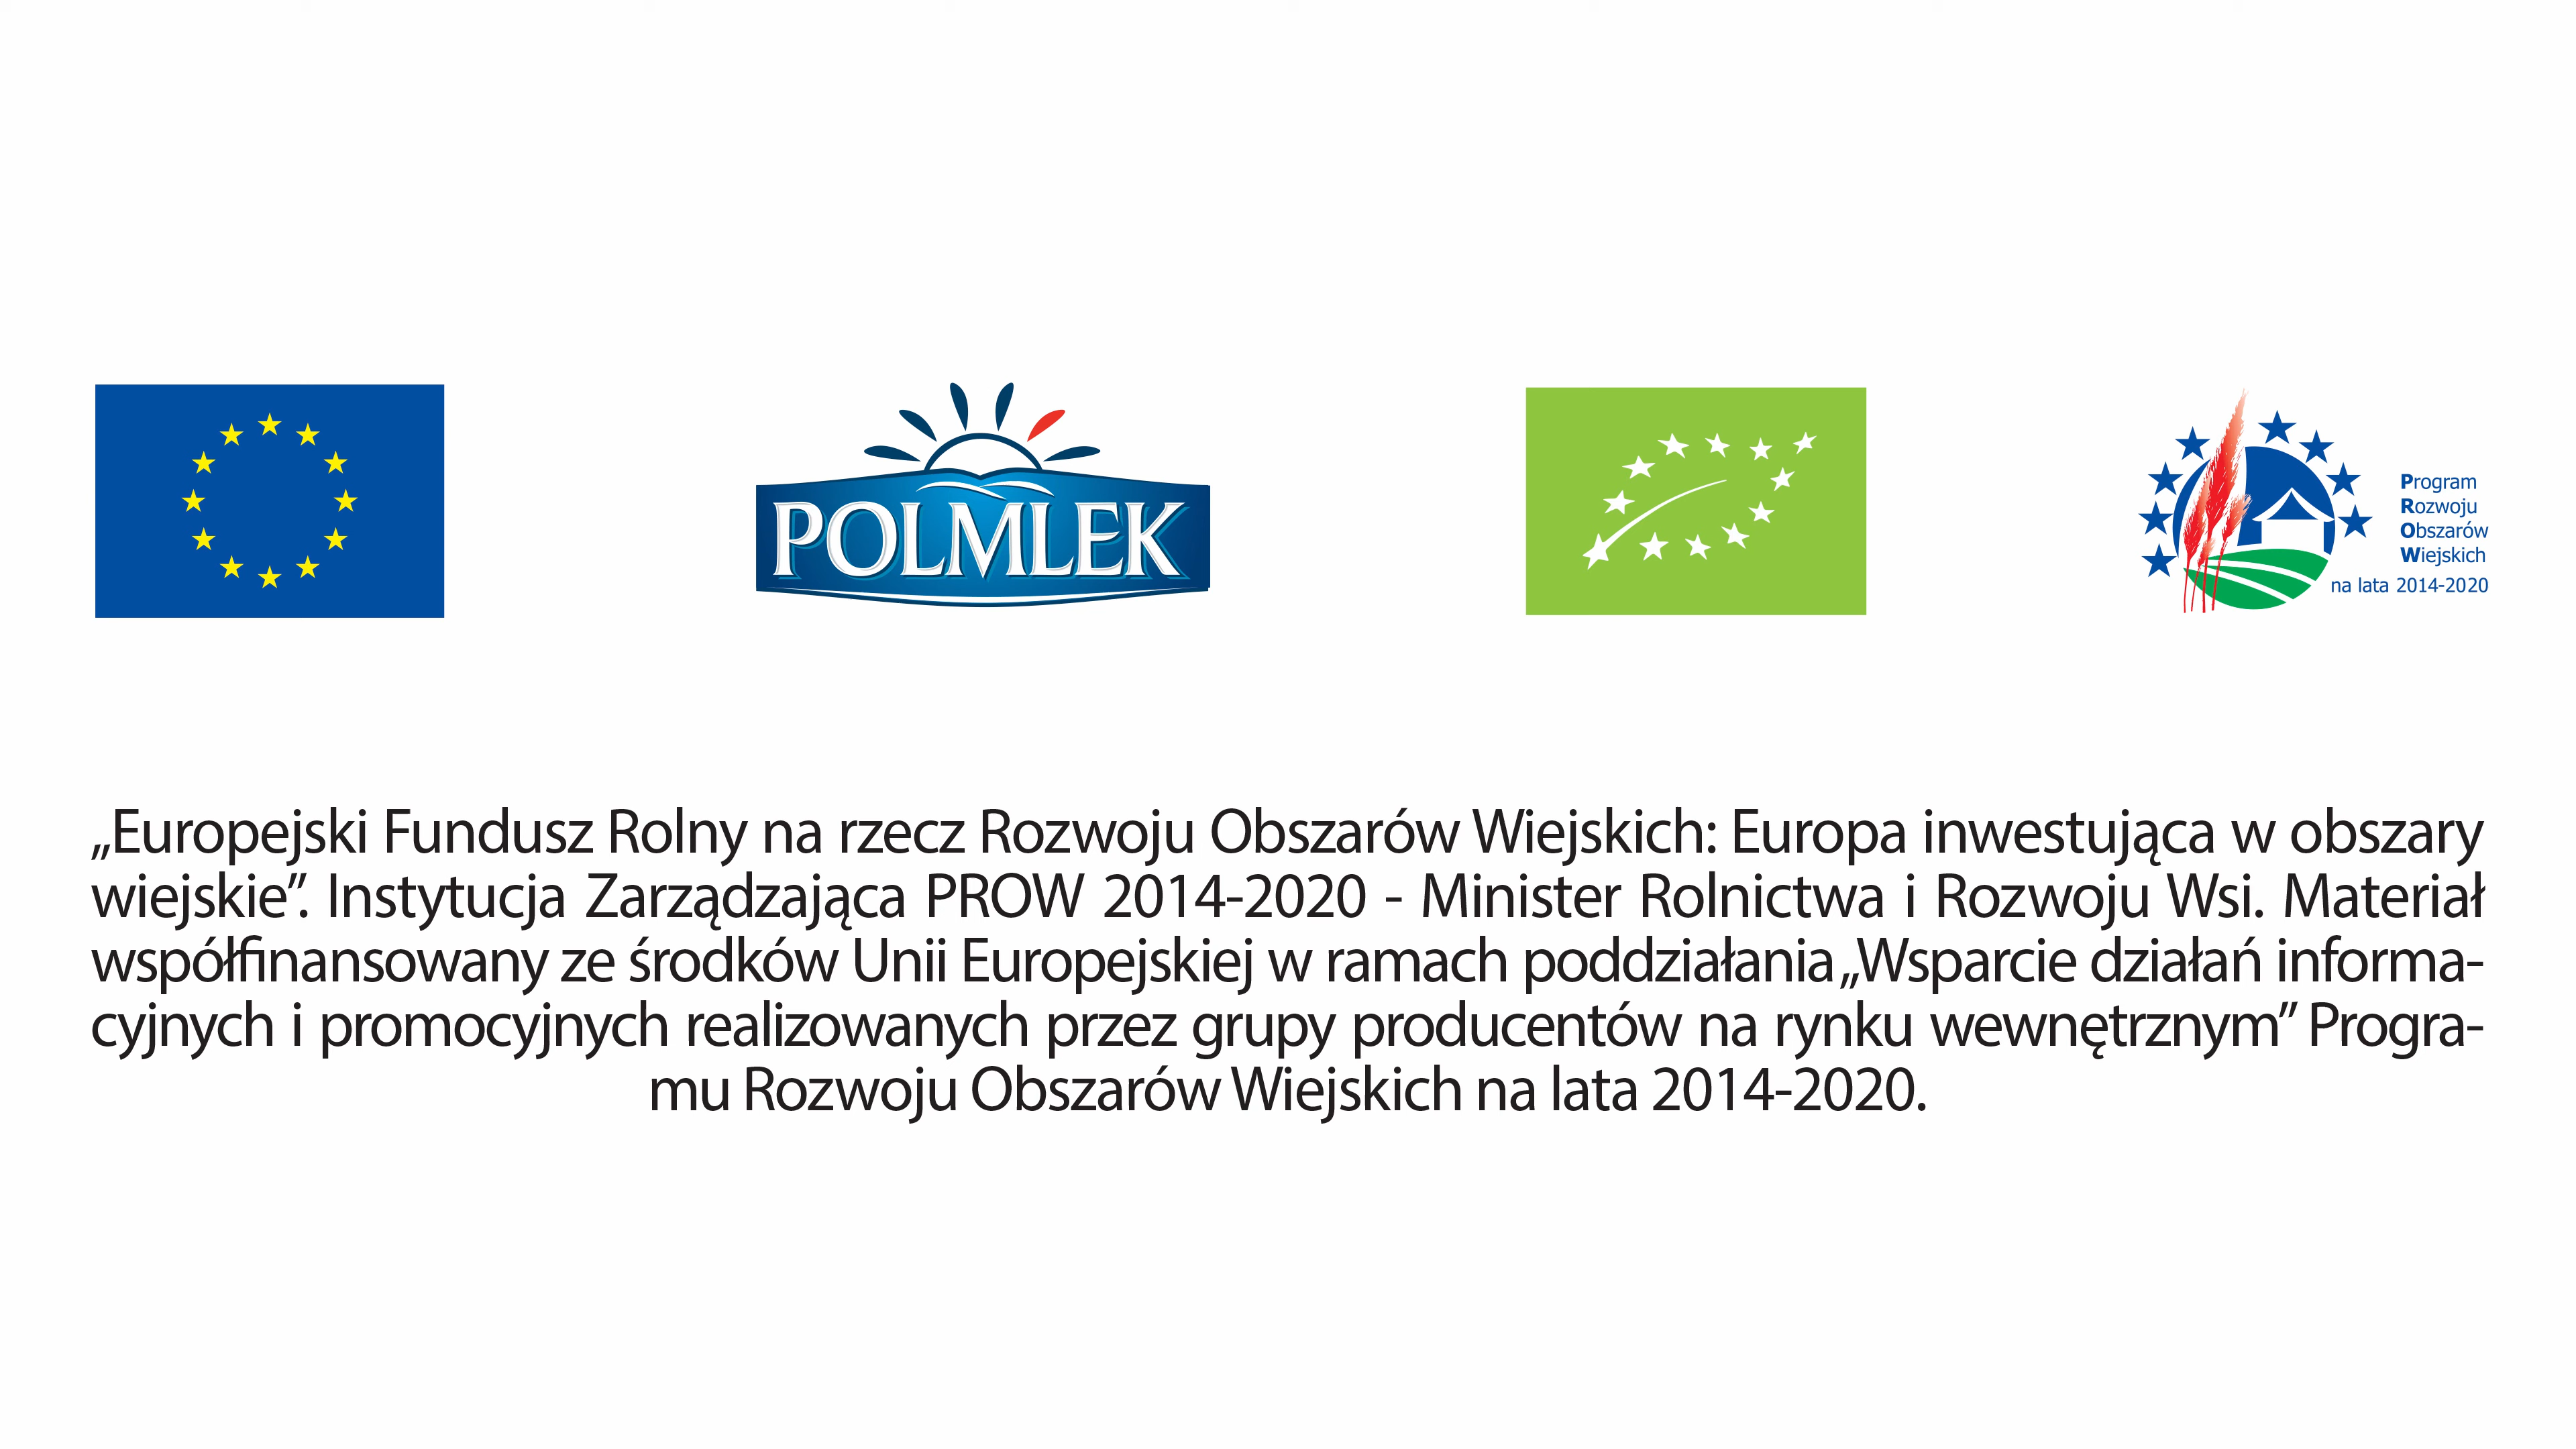 POLMLEK
Program
Rozwoju
Obszarów
Wiejskich
na lata 2014-2020
„Europejski Fundusz Rolny na rzecz Rozwoju Obszarów Wiejskich: Europa inwestująca w obszary
wiejskie”. Instytucja Zarządzająca PROW 2014-2020 - Minister Rolnictwa i Rozwoju Wsi. Materiał
współfinansowany ze środków Unii Europejskiej w ramach poddziałania „Wsparcie działań informa-
cyjnych i promocyjnych realizowanych przez grupy producentów na rynku wewnętrznym” Progra-
mu Rozwoju Obszarów Wiejskich na lata 2014-2020.